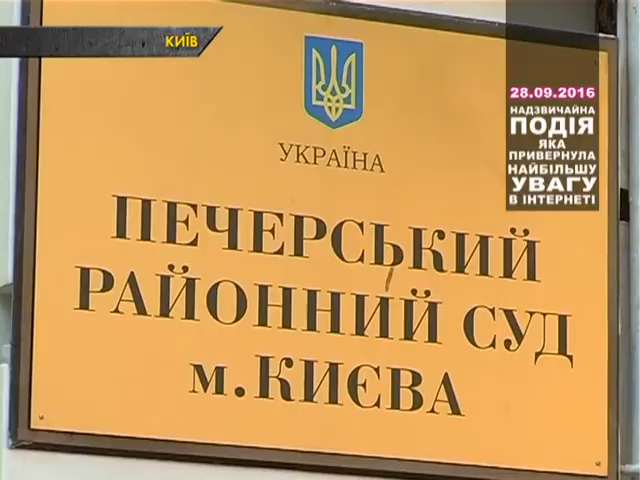 КИЇВ
28.09.2016
НАДЗВИЧАЙНА
ПОДІЯ
ЯКА
ПРИВЕРНУЛА
НАЙБІЛЬШУ
УВАГУ
В ІНТЕРНЕТІ
УКРАЇНА
ПЕЧЕРСЬКИЙ
РАЙОННИЙ СУД
м.КИЄВА